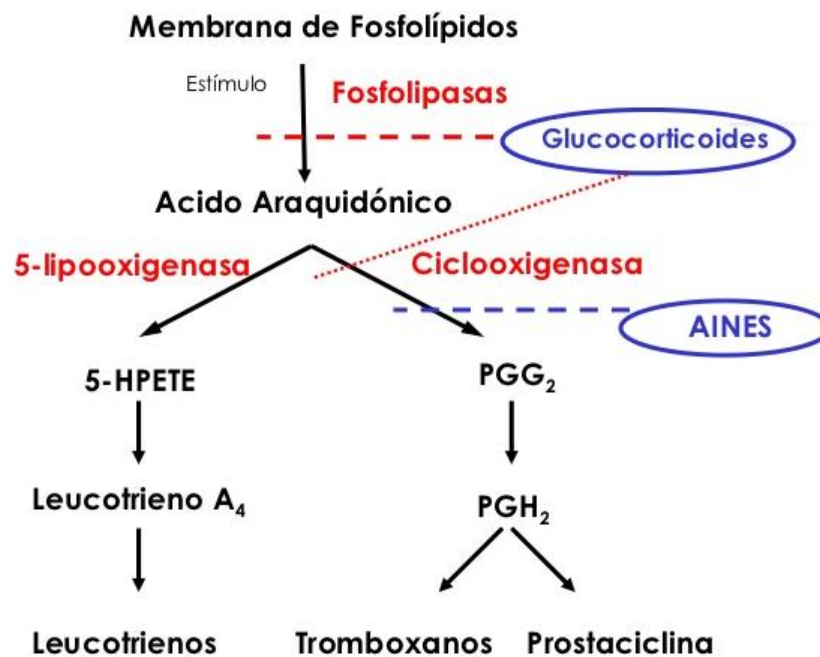 Membrana de Fosfolípidos
Estímulo
Fosfolipasas
Glucocorticoides
Acido Araquidónico
5-lipooxigenasa
Ciclooxigenasa
AINES
5-HPETE
PGG₂
Leucotrieno A₄
PGH₂
Leucotrienos
Tromboxanos
Prostaciclina